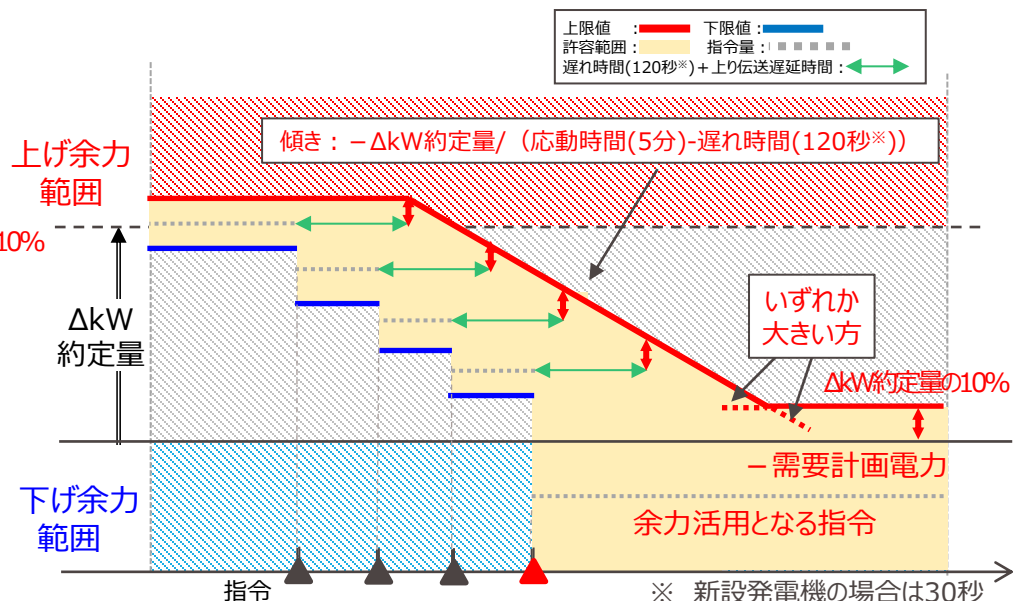 上限値 : 下限値 :
許容範囲 : 指令量 :
遅れ時間(120秒※)＋上り伝送遅延時間 :
傾き : －ΔkW約定量/（応動時間(5分)-遅れ時間(120秒※)）
上げ余力
範囲
10%
ΔkW
約定量
いずれか
大きい方
ΔkW約定量の10%
－需要計画電力
下げ余力
範囲
余力活用となる指令
指令
※ 新設発電機の場合は30秒